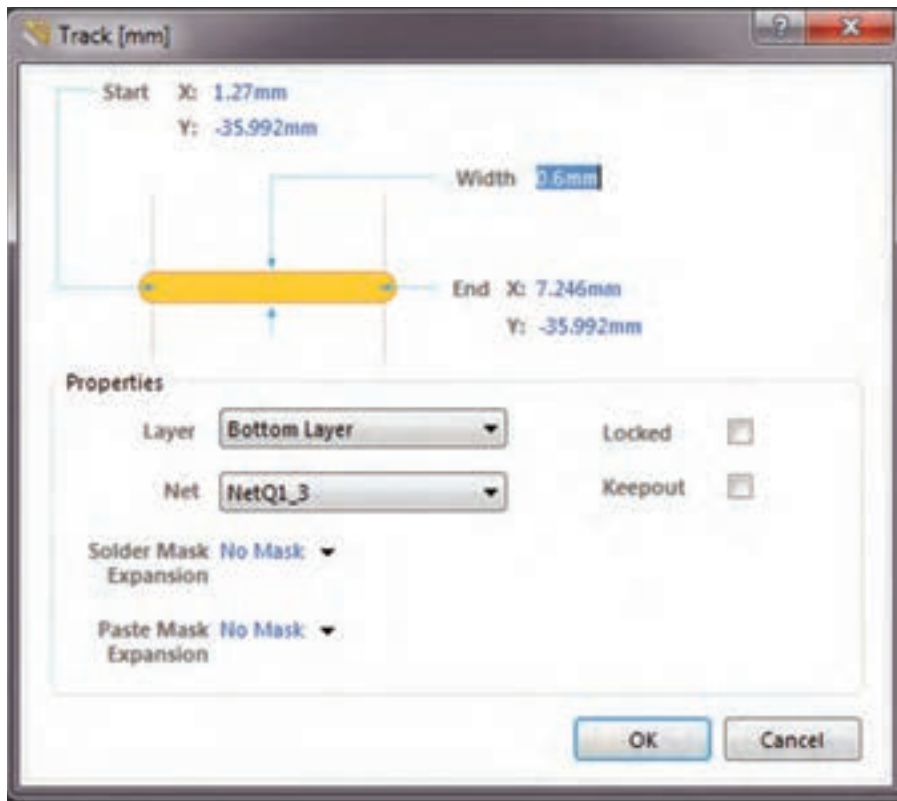 Track [mm]
Start X: 1.27mm
Y: -35.992mm
Width 0.6mm
End X: 7.246mm
Y: -35.992mm
Properties
Layer Bottom Layer
Locked
Net NetQ1_3
Keepout
Solder Mask Expansion No Mask
Paste Mask Expansion No Mask
OK Cancel